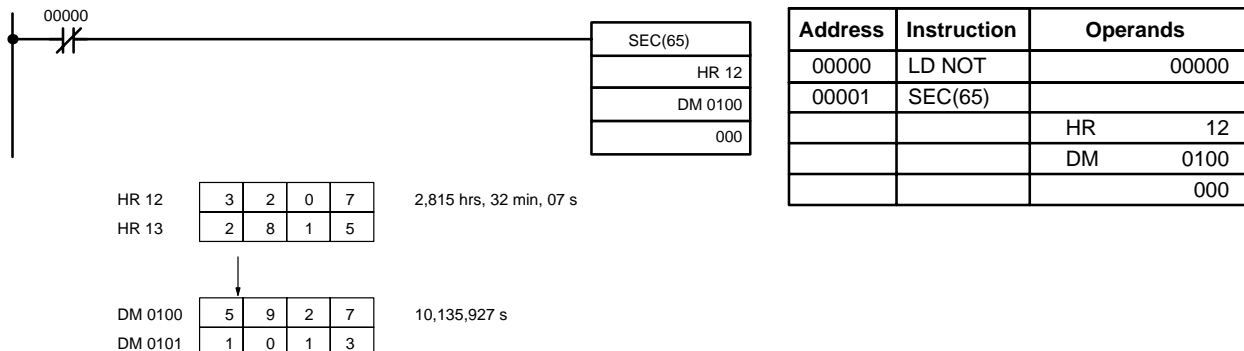 00000
SEC(65)
HR 12
DM 0100
000
Address Instruction Operands
00000 LD NOT 00000
00001 SEC(65)
HR 12
DM 0100
000
HR 12 3 2 0 7 2,815 hrs, 32 min, 07 s
HR 13 2 8 1 5
DM 0100 5 9 2 7 10,135,927 s
DM 0101 1 0 1 3